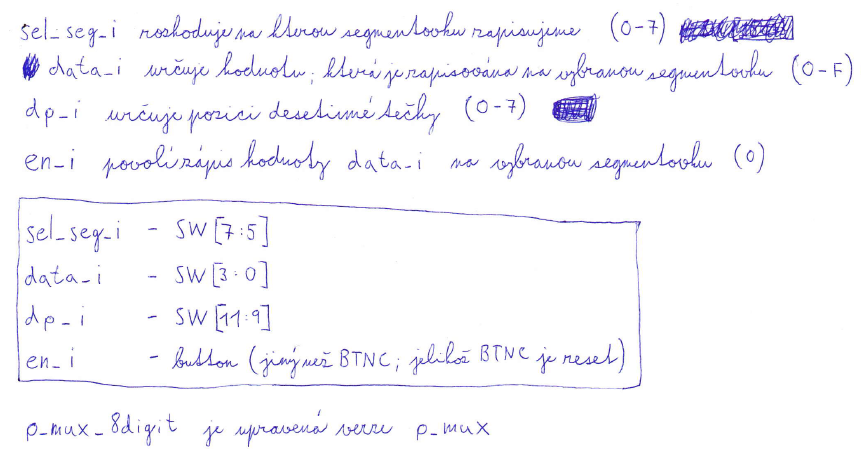 sel_seg_i rozhoduje na kterou segmentovku zapisujeme (0-7)
data_i určuje hodnotu, která je zapisována na vybranou segmentovku (0-F)
dp_i určuje pozici desetinné tečky (0-7)
en_i povolí zápis hodnoty data_i na vybranou segmentovku (0)
sel_seg_i - SW[7:5]
data_i - SW[3:0]
dp_i - SW[11:9]
en_i - button (jiný než BTNC, jelikož BTNC je reset)
p_mux_8digit je upravená verze p_mux